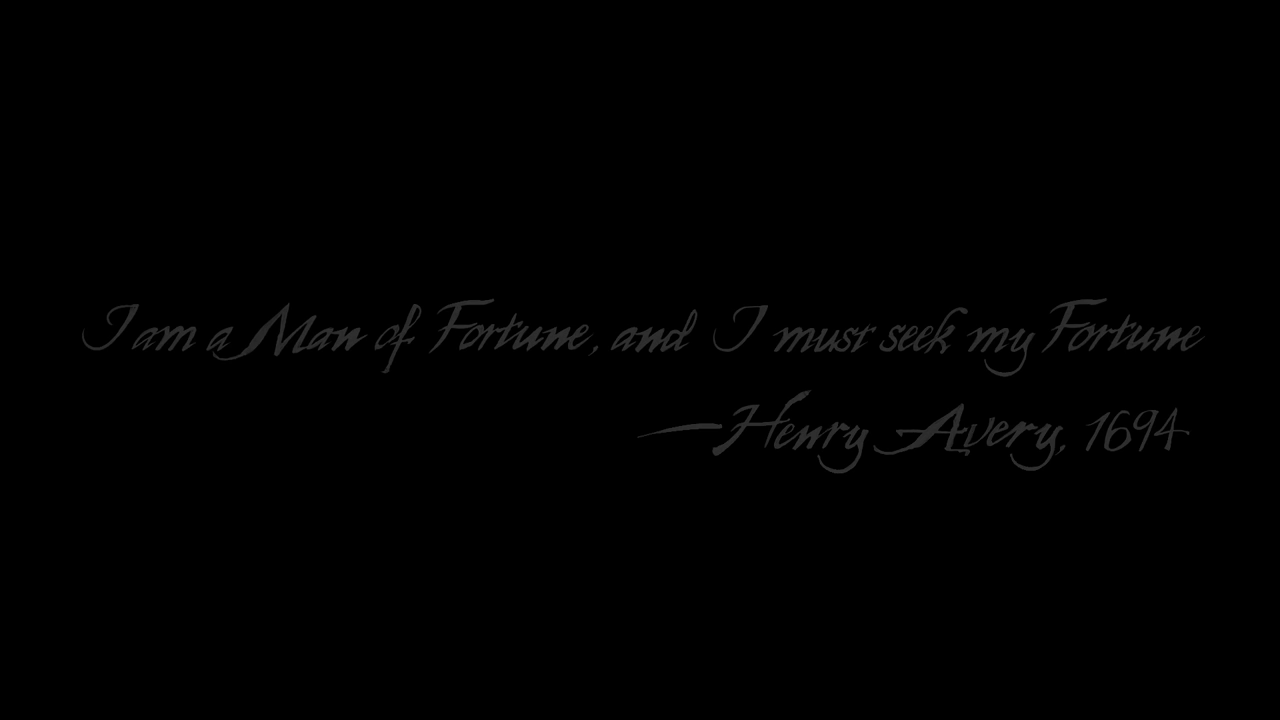 I am a Man of Fortune, and I must seek my Fortune
—Henry Avery, 1694